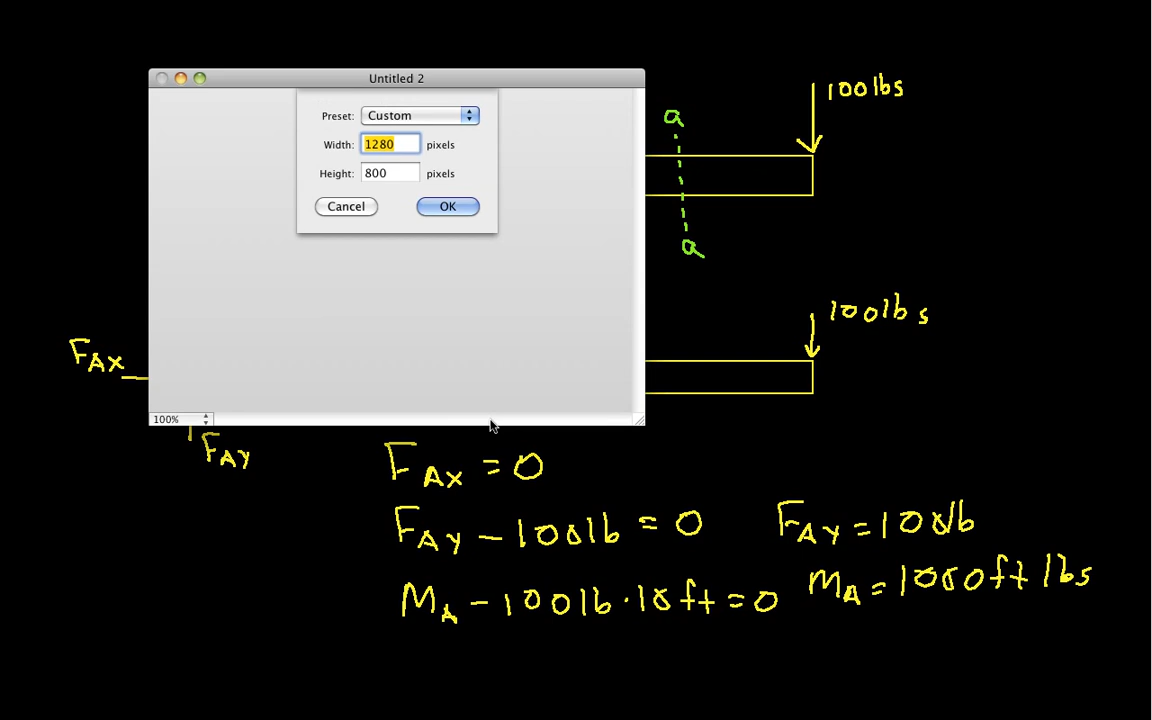 Untitled 2
Preset: Custom
Width: 1280 pixels
Height: 800 pixels
Cancel OK
100%
100lbs
a
a
100lbs
FAX
FAY
FAX = 0
FAY - 100lb = 0 FAY = 100lb
MA - 100lb · 10ft = 0 MA = 1000ft lbs